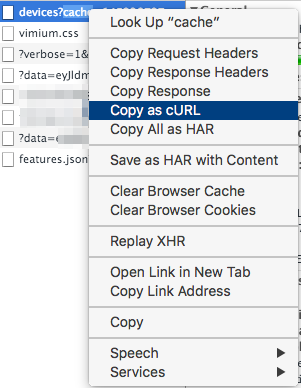 devices?cache
vimium.css
?verbose=1&
?data=eyJldm
?data=e
features.json
General
Look Up “cache”
Copy Request Headers
Copy Response Headers
Copy Response
Copy as cURL
Copy All as HAR
Save as HAR with Content
Clear Browser Cache
Clear Browser Cookies
Replay XHR
Open Link in New Tab
Copy Link Address
Copy
Speech
Services